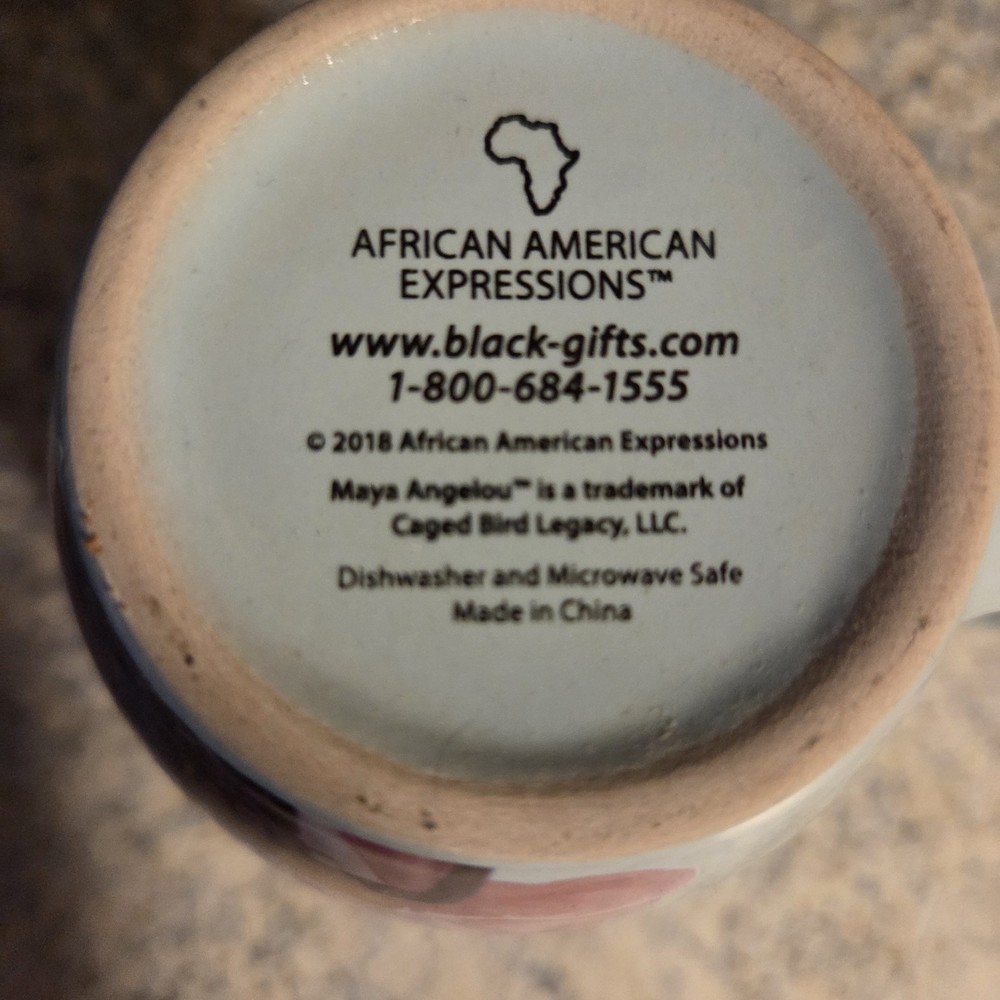 AFRICAN AMERICAN
EXPRESSIONS™
www.black-gifts.com
1-800-684-1555
© 2018 African American Expressions
Maya Angelou™ is a trademark of
Caged Bird Legacy, LLC.
Dishwasher and Microwave Safe
Made in China